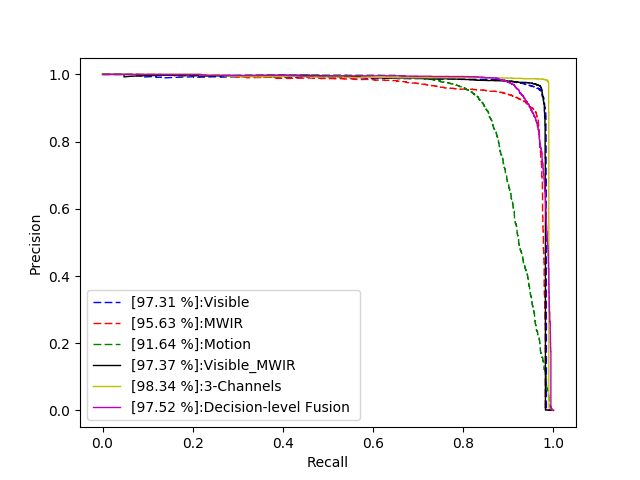 1.0
0.8
0.6
0.4
0.2
0.0
Precision
[97.31 %]:Visible
[95.63 %]:MWIR
[91.64 %]:Motion
[97.37 %]:Visible_MWIR
[98.34 %]:3-Channels
[97.52 %]:Decision-level Fusion
0.0 0.2 0.4 0.6 0.8 1.0
Recall